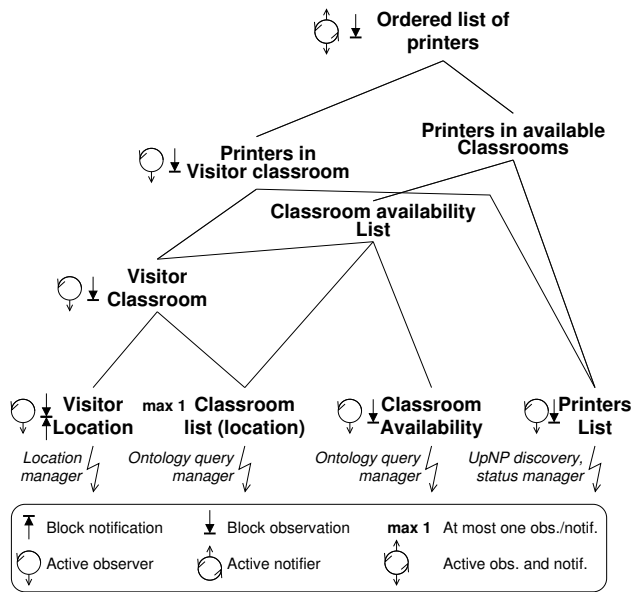 Ordered list of
printers
Printers in available
Classrooms
Printers in
Visitor classroom
Classroom availability
List
Visitor
Classroom
Visitor
Location
max 1 Classroom
list (location)
Classroom
Availability
Printers
List
Location
manager
Ontology query
manager
Ontology query
manager
UpNP discovery,
status manager
Block notification
Block observation
max 1 At most one obs./notif.
Active observer
Active notifier
Active obs. and notif.